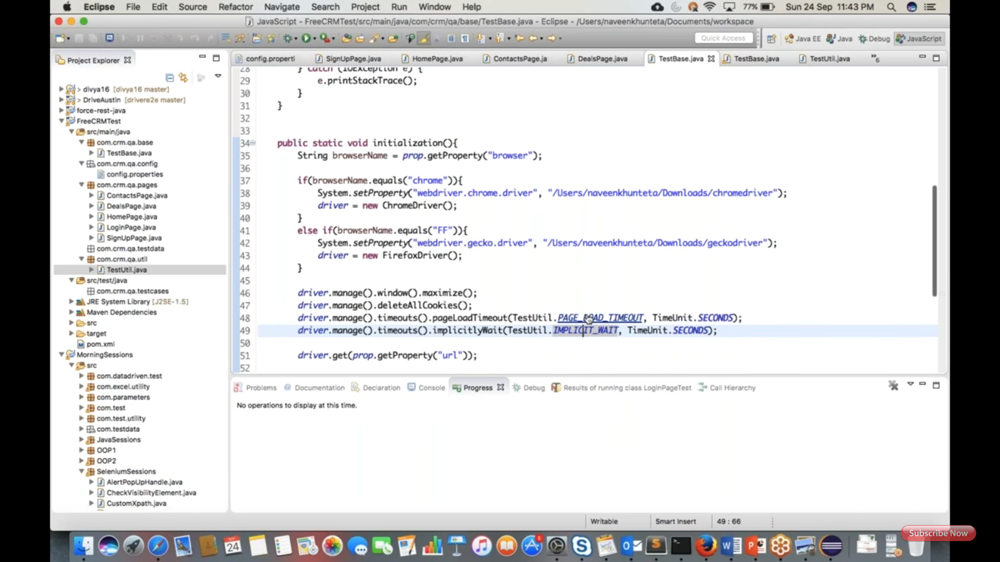 Eclipse File Edit Source Refactor Navigate Search Project Run Window Help 77% Sun 24 Sep 11:43 PM
JavaScript - FreeCRMTest/src/main/java/com/crm/qa/base/TestBase.java - Eclipse - /Users/naveenkhunteta/Documents/workspace
Quick Access Java EE Java Debug JavaScript
Project Explorer
> divya16 [divya16 master]
> DriveAustin [drivere2e master]
force-rest-java
FreeCRMTest
src/main/java
com.crm.qa.base
TestBase.java
com.crm.qa.config
config.properties
com.crm.qa.pages
ContactsPage.java
DealsPage.java
HomePage.java
LoginPage.java
SignUpPage.java
com.crm.qa.testdata
com.crm.qa.util
TestUtil.java
src/test/java
com.crm.qa.testcases
JRE System Library [J2SE-1.5]
Maven Dependencies
src
target
pom.xml
MorningSessions
src
com.datadriven.test
com.excel.utility
com.parameters
com.test
com.test.utility
com.testdata
JavaSessions
OOP1
OOP2
SeleniumSessions
AlertPopUpHandle.java
CheckVisibilityElement.java
CustomXpath.java
config.properti SignUpPage.java HomePage.java ContactsPage.ja DealsPage.java TestBase.java TestBase.java TestUtil.java »6
28 } catch (IOException e) {
29 e.printStackTrace();
30 }
31 }
32
33
34 public static void initialization(){
35 String browserName = prop.getProperty("browser");
36
37 if(browserName.equals("chrome")){
38 System.setProperty("webdriver.chrome.driver", "/Users/naveenkhunteta/Downloads/chromedriver");
39 driver = new ChromeDriver();
40 }
41 else if(browserName.equals("FF")){
42 System.setProperty("webdriver.gecko.driver", "/Users/naveenkhunteta/Downloads/geckodriver");
43 driver = new FirefoxDriver();
44 }
45
46 driver.manage().window().maximize();
47 driver.manage().deleteAllCookies();
48 driver.manage().timeouts().pageLoadTimeout(TestUtil.PAGE_LOAD_TIMEOUT, TimeUnit.SECONDS);
49 driver.manage().timeouts().implicitlyWait(TestUtil.IMPLICIT_WAIT, TimeUnit.SECONDS);
50
51 driver.get(prop.getProperty("url"));
52
Problems Documentation Declaration Console Progress Debug Results of running class LoginPageTest Call Hierarchy
No operations to display at this time.
Writable Smart Insert 49 : 66
Subscribe Now
SEP
24
5